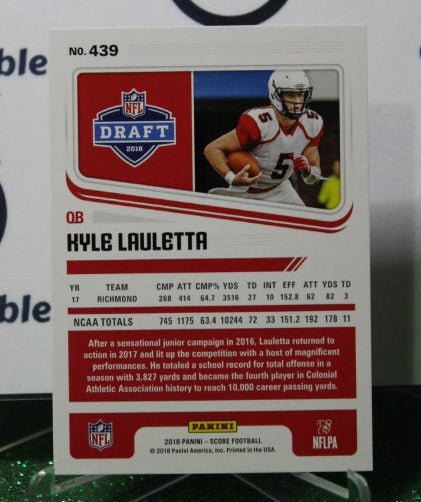 NO. 439
NFL
DRAFT
2018
5
5
QB
KYLE LAULETTA
YR TEAM CMP ATT CMP% YDS TD INT EFF ATT YDS TD
17 RICHMOND 268 414 64.7 3516 27 10 152.8 62 82 3
NCAA TOTALS 745 1175 63.4 10244 72 33 151.2 192 178 11
After a sensational junior campaign in 2016, Lauletta returned to
action in 2017 and lit up the competition with a host of magnificent
performances. He totaled a school record for total offense in a
season with 3,827 yards and became the fourth player in Colonial
Athletic Association history to reach 10,000 career passing yards.
NFL
PANINI
NFLPA
2018 PANINI – SCORE FOOTBALL
© 2018 Panini America, Inc. Printed in the USA.
ble
ble